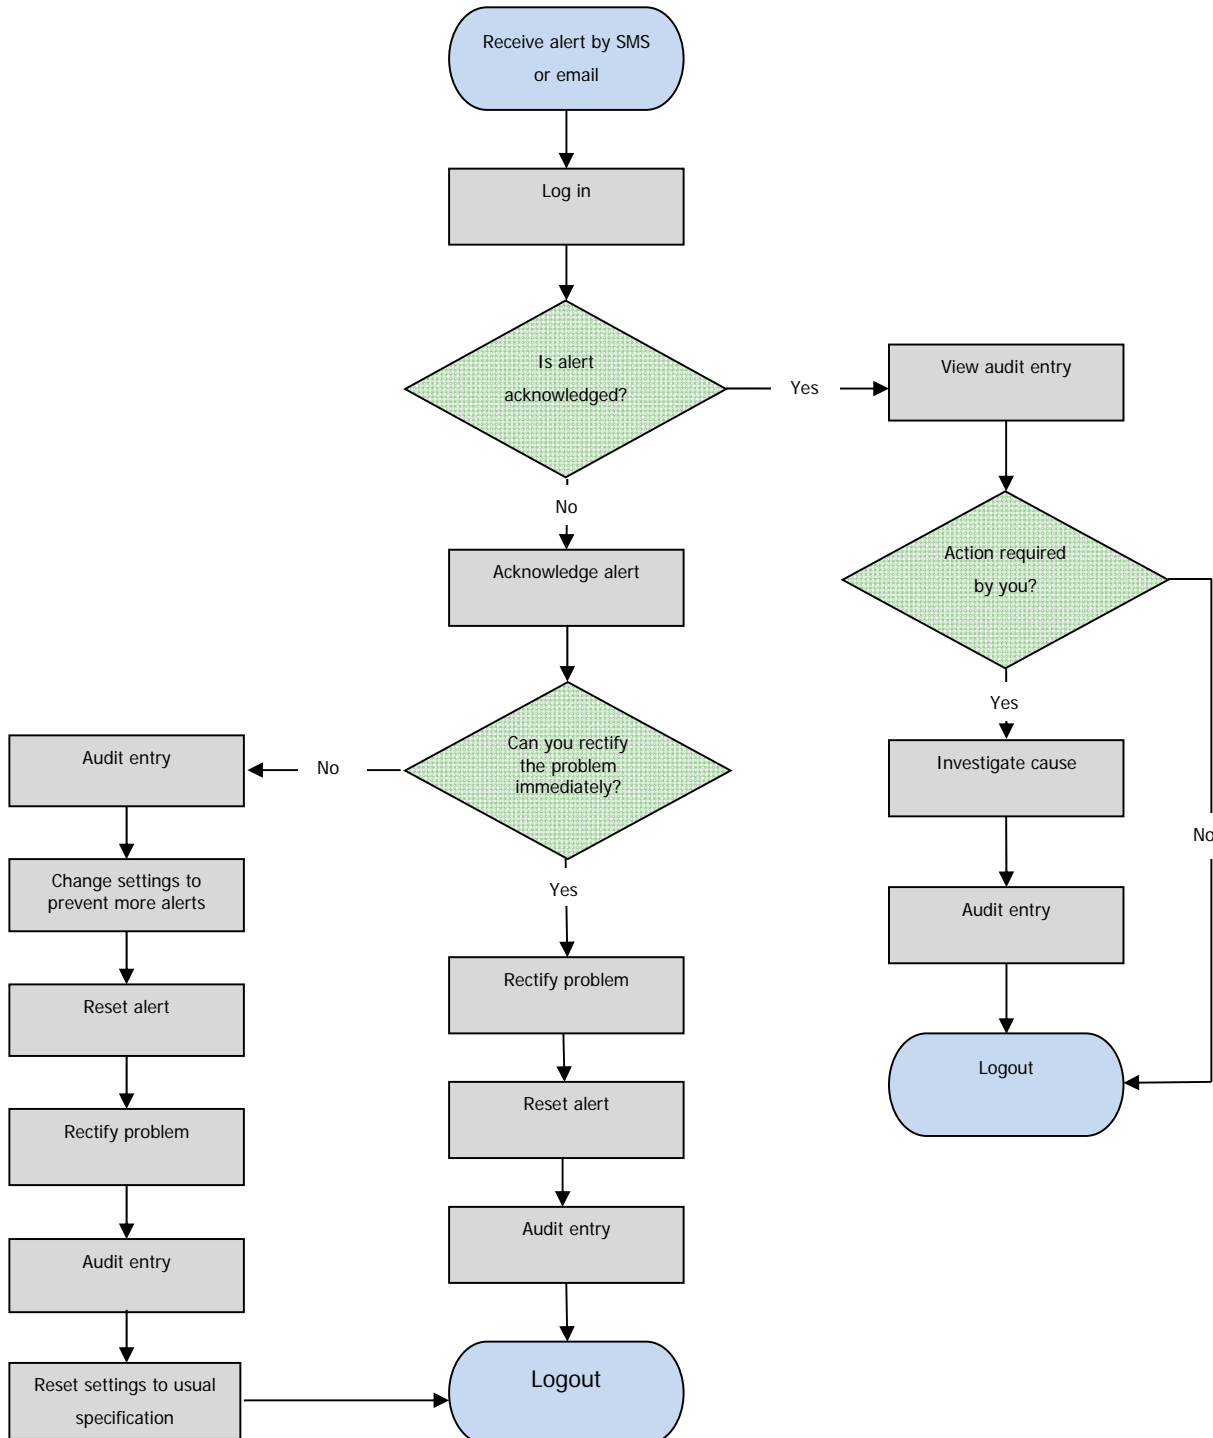 Receive alert by SMS
or email
Log in
Is alert
acknowledged?
Yes
View audit entry
No
Acknowledge alert
Action required
by you?
Yes
No
Can you rectify
the problem
immediately?
No
Audit entry
Change settings to
prevent more alerts
Reset alert
Rectify problem
Audit entry
Reset settings to usual
specification
Yes
Rectify problem
Reset alert
Audit entry
Logout
Investigate cause
Audit entry
Logout